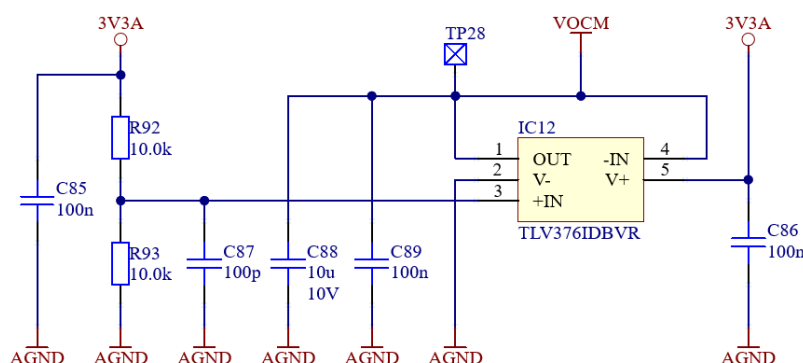 3V3A
TP28
VOCM
3V3A
R92
10.0k
IC12
1
OUT
-IN
4
2
V-
V+
5
3
+IN
TLV376IDBVR
C85
100n
R93
10.0k
C87
100p
C88
10u
10V
C89
100n
C86
100n
AGND
AGND
AGND
AGND
AGND
AGND
AGND